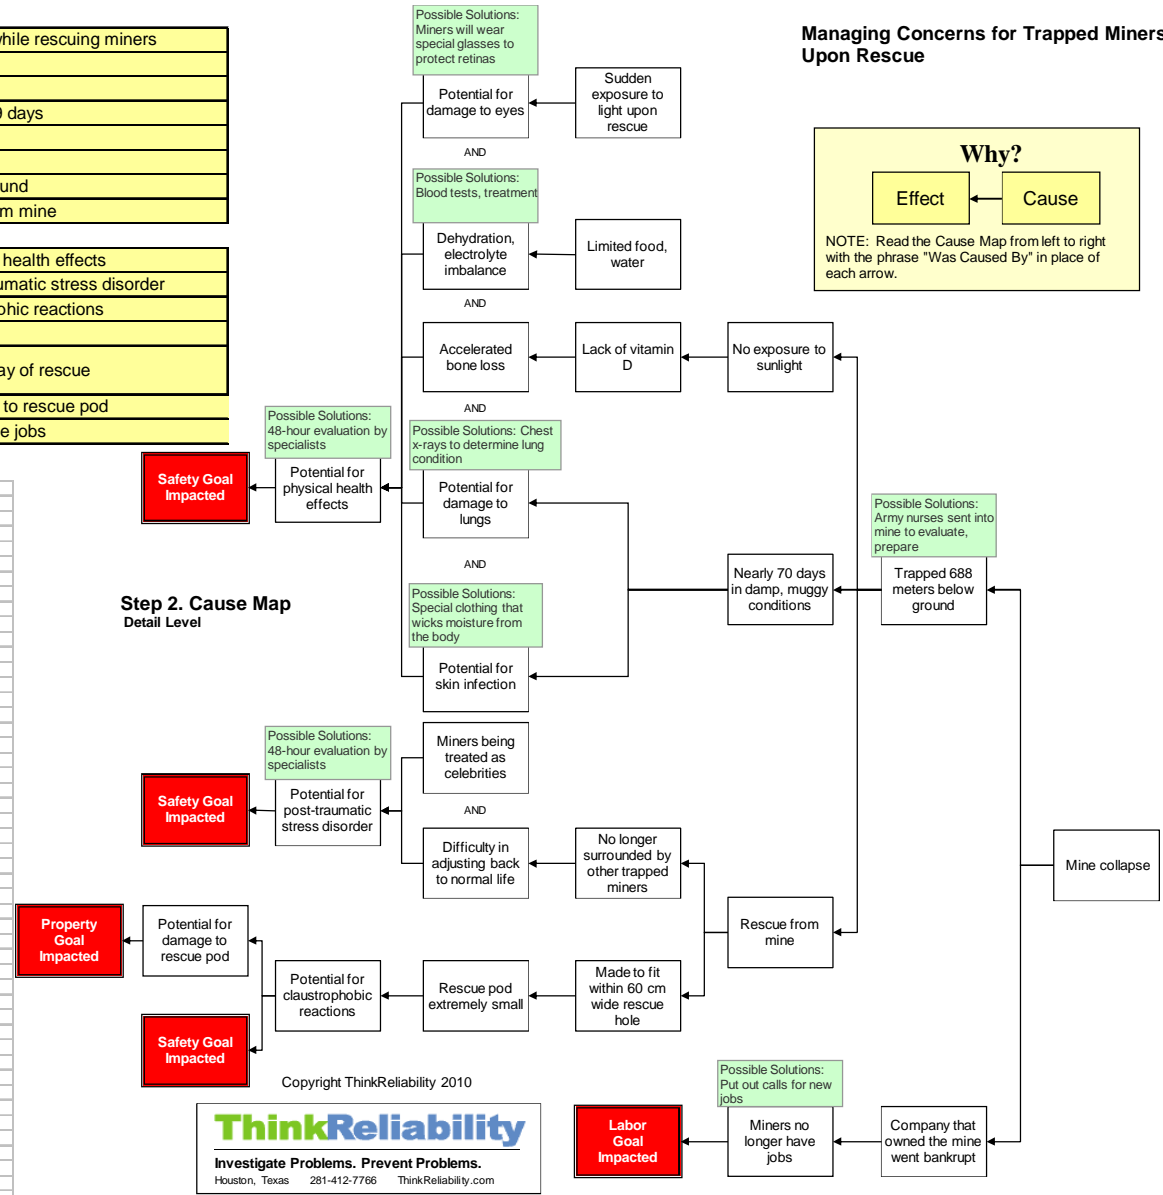 while rescuing miners
9 days
und
m mine
health effects
umatic stress disorder
ohic reactions
ay of rescue
to rescue pod
e jobs
Managing Concerns for Trapped Miners
Upon Rescue
Why?
Effect
Cause
NOTE: Read the Cause Map from left to right
with the phrase "Was Caused By" in place of
each arrow.
Possible Solutions:
Miners will wear
special glasses to
protect retinas
Potential for
damage to eyes
Sudden
exposure to
light upon
rescue
AND
Possible Solutions:
Blood tests, treatment
Dehydration,
electrolyte
imbalance
Limited food,
water
AND
Accelerated
bone loss
Lack of vitamin
D
No exposure to
sunlight
AND
Possible Solutions:
48-hour evaluation by
specialists
Safety Goal
Impacted
Potential for
physical health
effects
Possible Solutions: Chest
x-rays to determine lung
condition
Potential for
damage to
lungs
AND
Possible Solutions:
Special clothing that
wicks moisture from
the body
Potential for
skin infection
Nearly 70 days
in damp, muggy
conditions
Possible Solutions:
Army nurses sent into
mine to evaluate,
prepare
Trapped 688
meters below
ground
Step 2. Cause Map
Detail Level
Possible Solutions:
48-hour evaluation by
specialists
Safety Goal
Impacted
Potential for
post-traumatic
stress disorder
Miners being
treated as
celebrities
AND
Difficulty in
adjusting back
to normal life
No longer
surrounded by
other trapped
miners
Mine collapse
Rescue from
mine
Property
Goal
Impacted
Potential for
damage to
rescue pod
Potential for
claustrophobic
reactions
Rescue pod
extremely small
Made to fit
within 60 cm
wide rescue
hole
Safety Goal
Impacted
Possible Solutions:
Put out calls for new
jobs
Labor
Goal
Impacted
Miners no
longer have
jobs
Company that
owned the mine
went bankrupt
Copyright ThinkReliability 2010
ThinkReliability
Investigate Problems. Prevent Problems.
Houston, Texas 281-412-7766 ThinkReliability.com